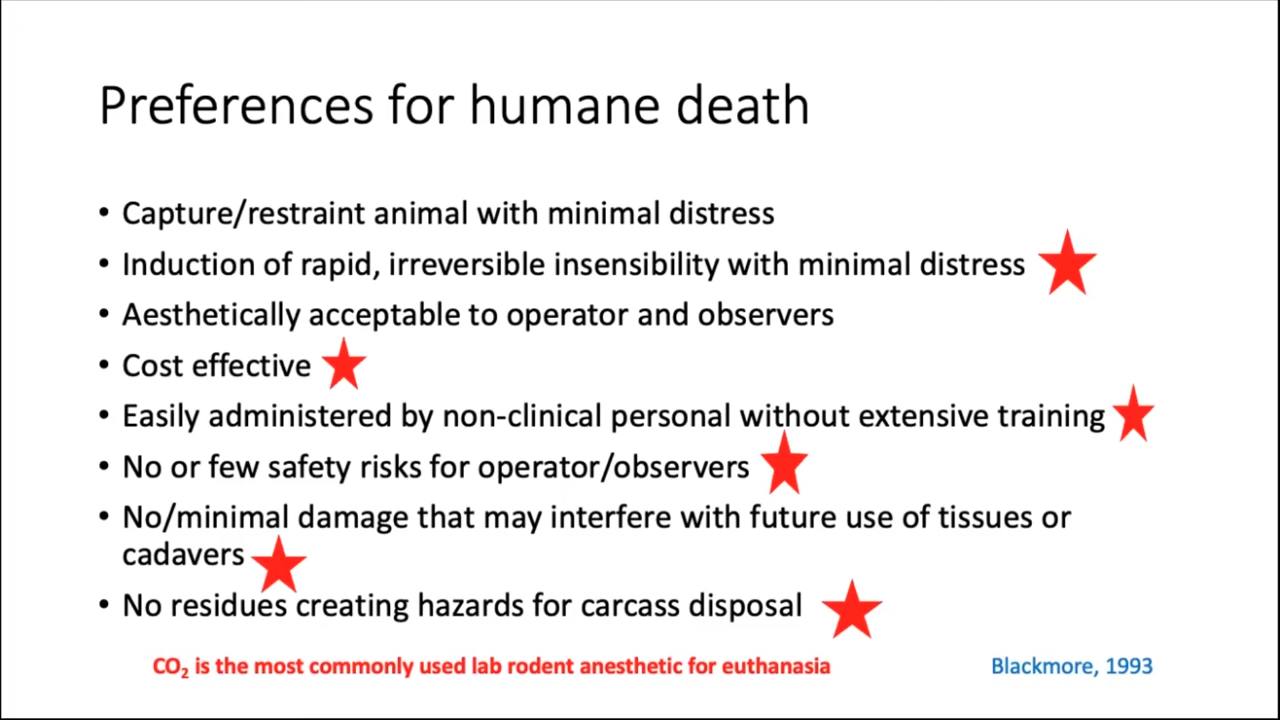 Preferences for humane death
• Capture/restraint animal with minimal distress
• Induction of rapid, irreversible insensibility with minimal distress
• Aesthetically acceptable to operator and observers
• Cost effective
• Easily administered by non-clinical personal without extensive training
• No or few safety risks for operator/observers
• No/minimal damage that may interfere with future use of tissues or
cadavers
• No residues creating hazards for carcass disposal
CO₂ is the most commonly used lab rodent anesthetic for euthanasia
Blackmore, 1993